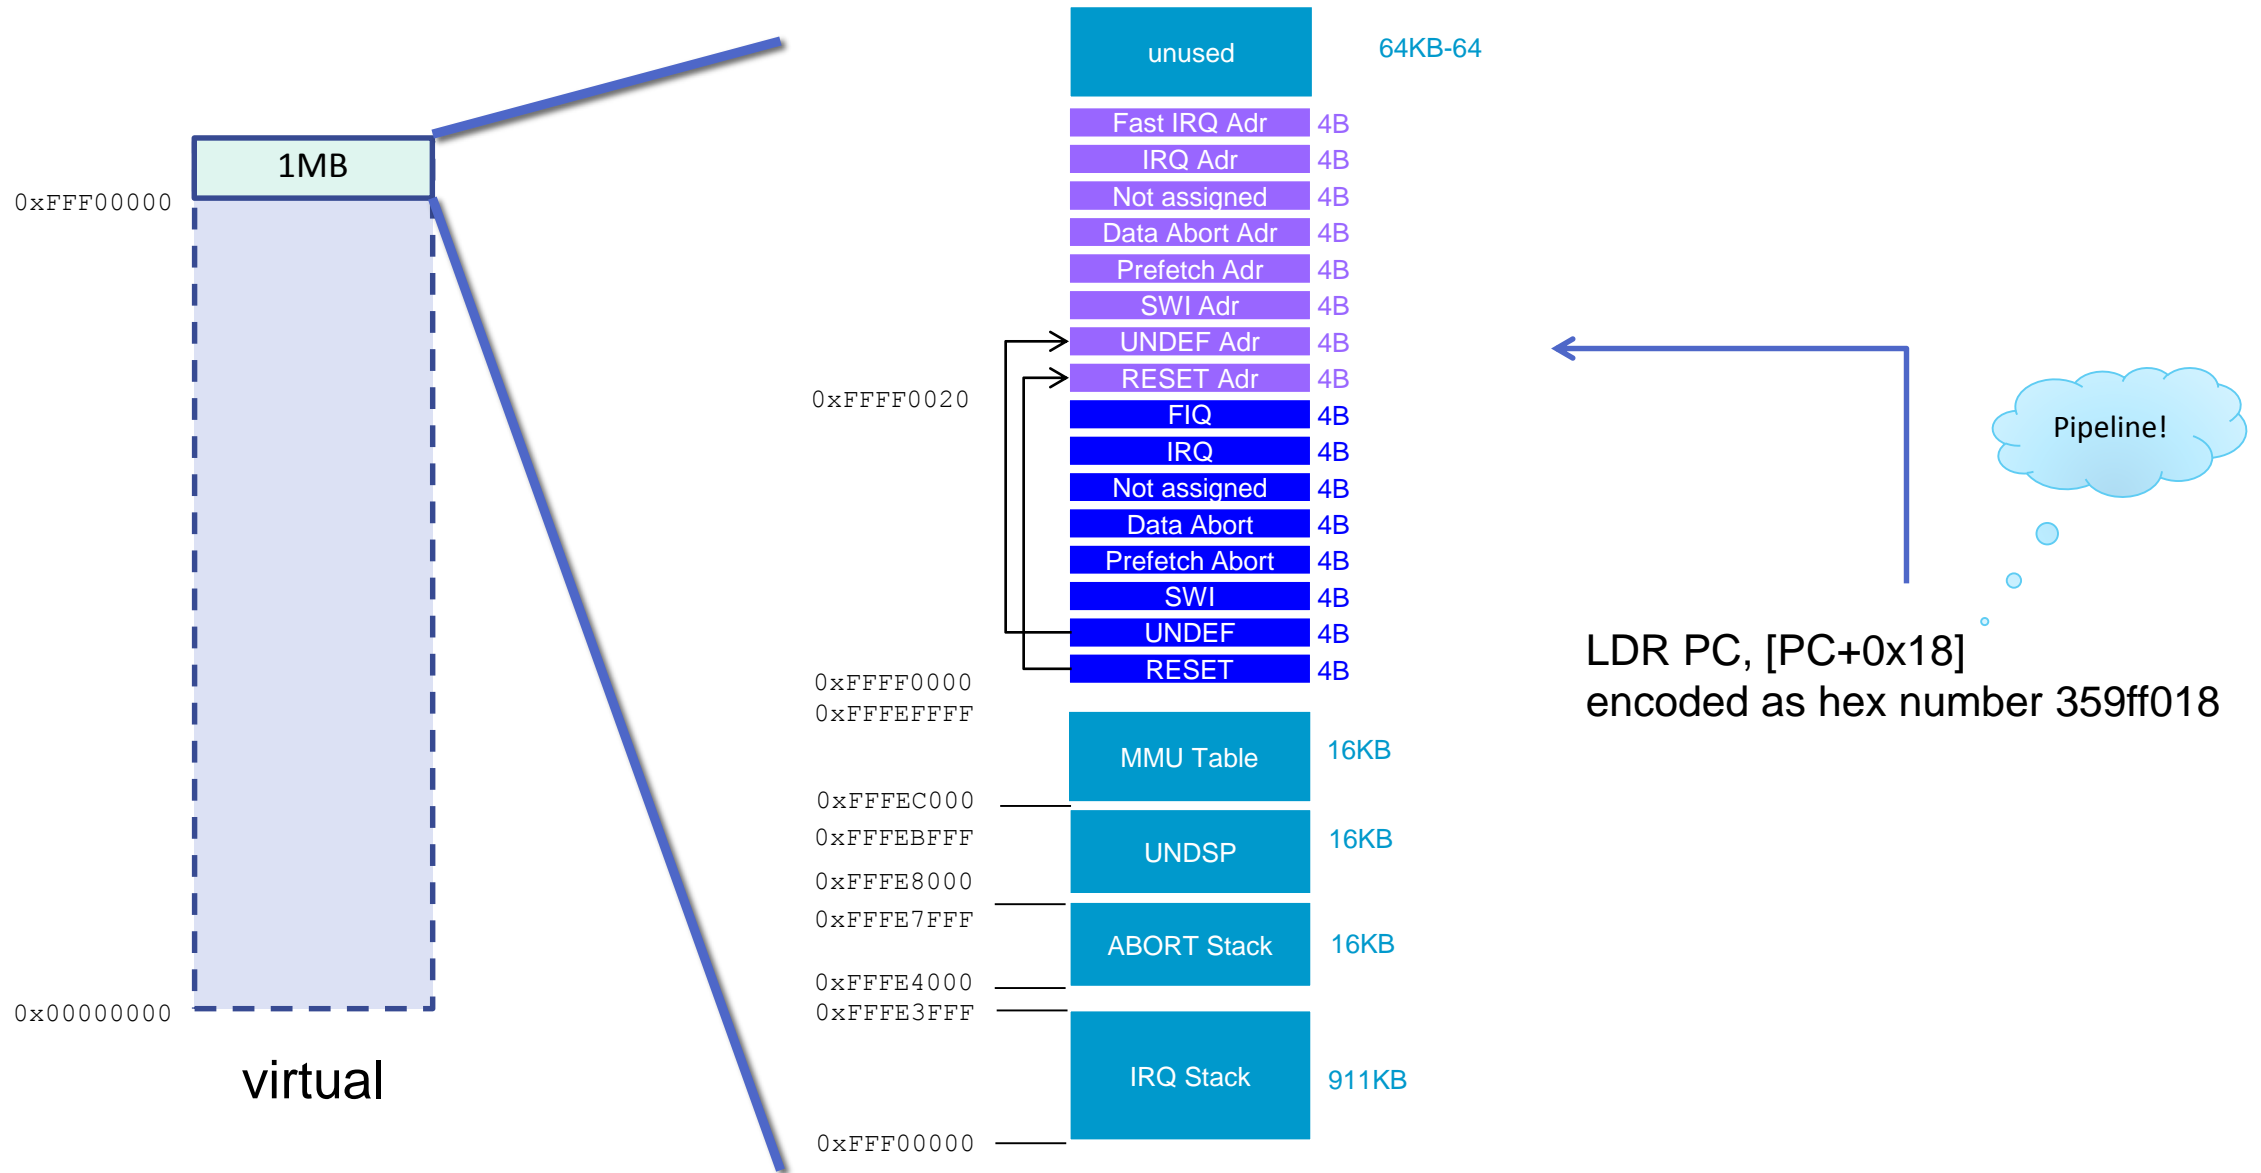 unused 64KB-64
Fast IRQ Adr 4B
1MB
IRQ Adr 4B
0xFFF00000
Not assigned 4B
Data Abort Adr 4B
Prefetch Adr 4B
SWI Adr 4B
UNDEF Adr 4B
RESET Adr 4B
0xFFFF0020
FIQ 4B
Pipeline!
IRQ 4B
Not assigned 4B
Data Abort 4B
Prefetch Abort 4B
SWI 4B
UNDEF 4B
RESET 4B
LDR PC, [PC+0x18]
encoded as hex number 359ff018
0xFFFF0000
0xFFFEFFFF
MMU Table 16KB
0xFFFEC000
0xFFFEBFFF
UNDSP 16KB
0xFFFE8000
0xFFFE7FFF
ABORT Stack 16KB
0xFFFE4000
0xFFFE3FFF
0x00000000
IRQ Stack 911KB
virtual
0xFFF00000